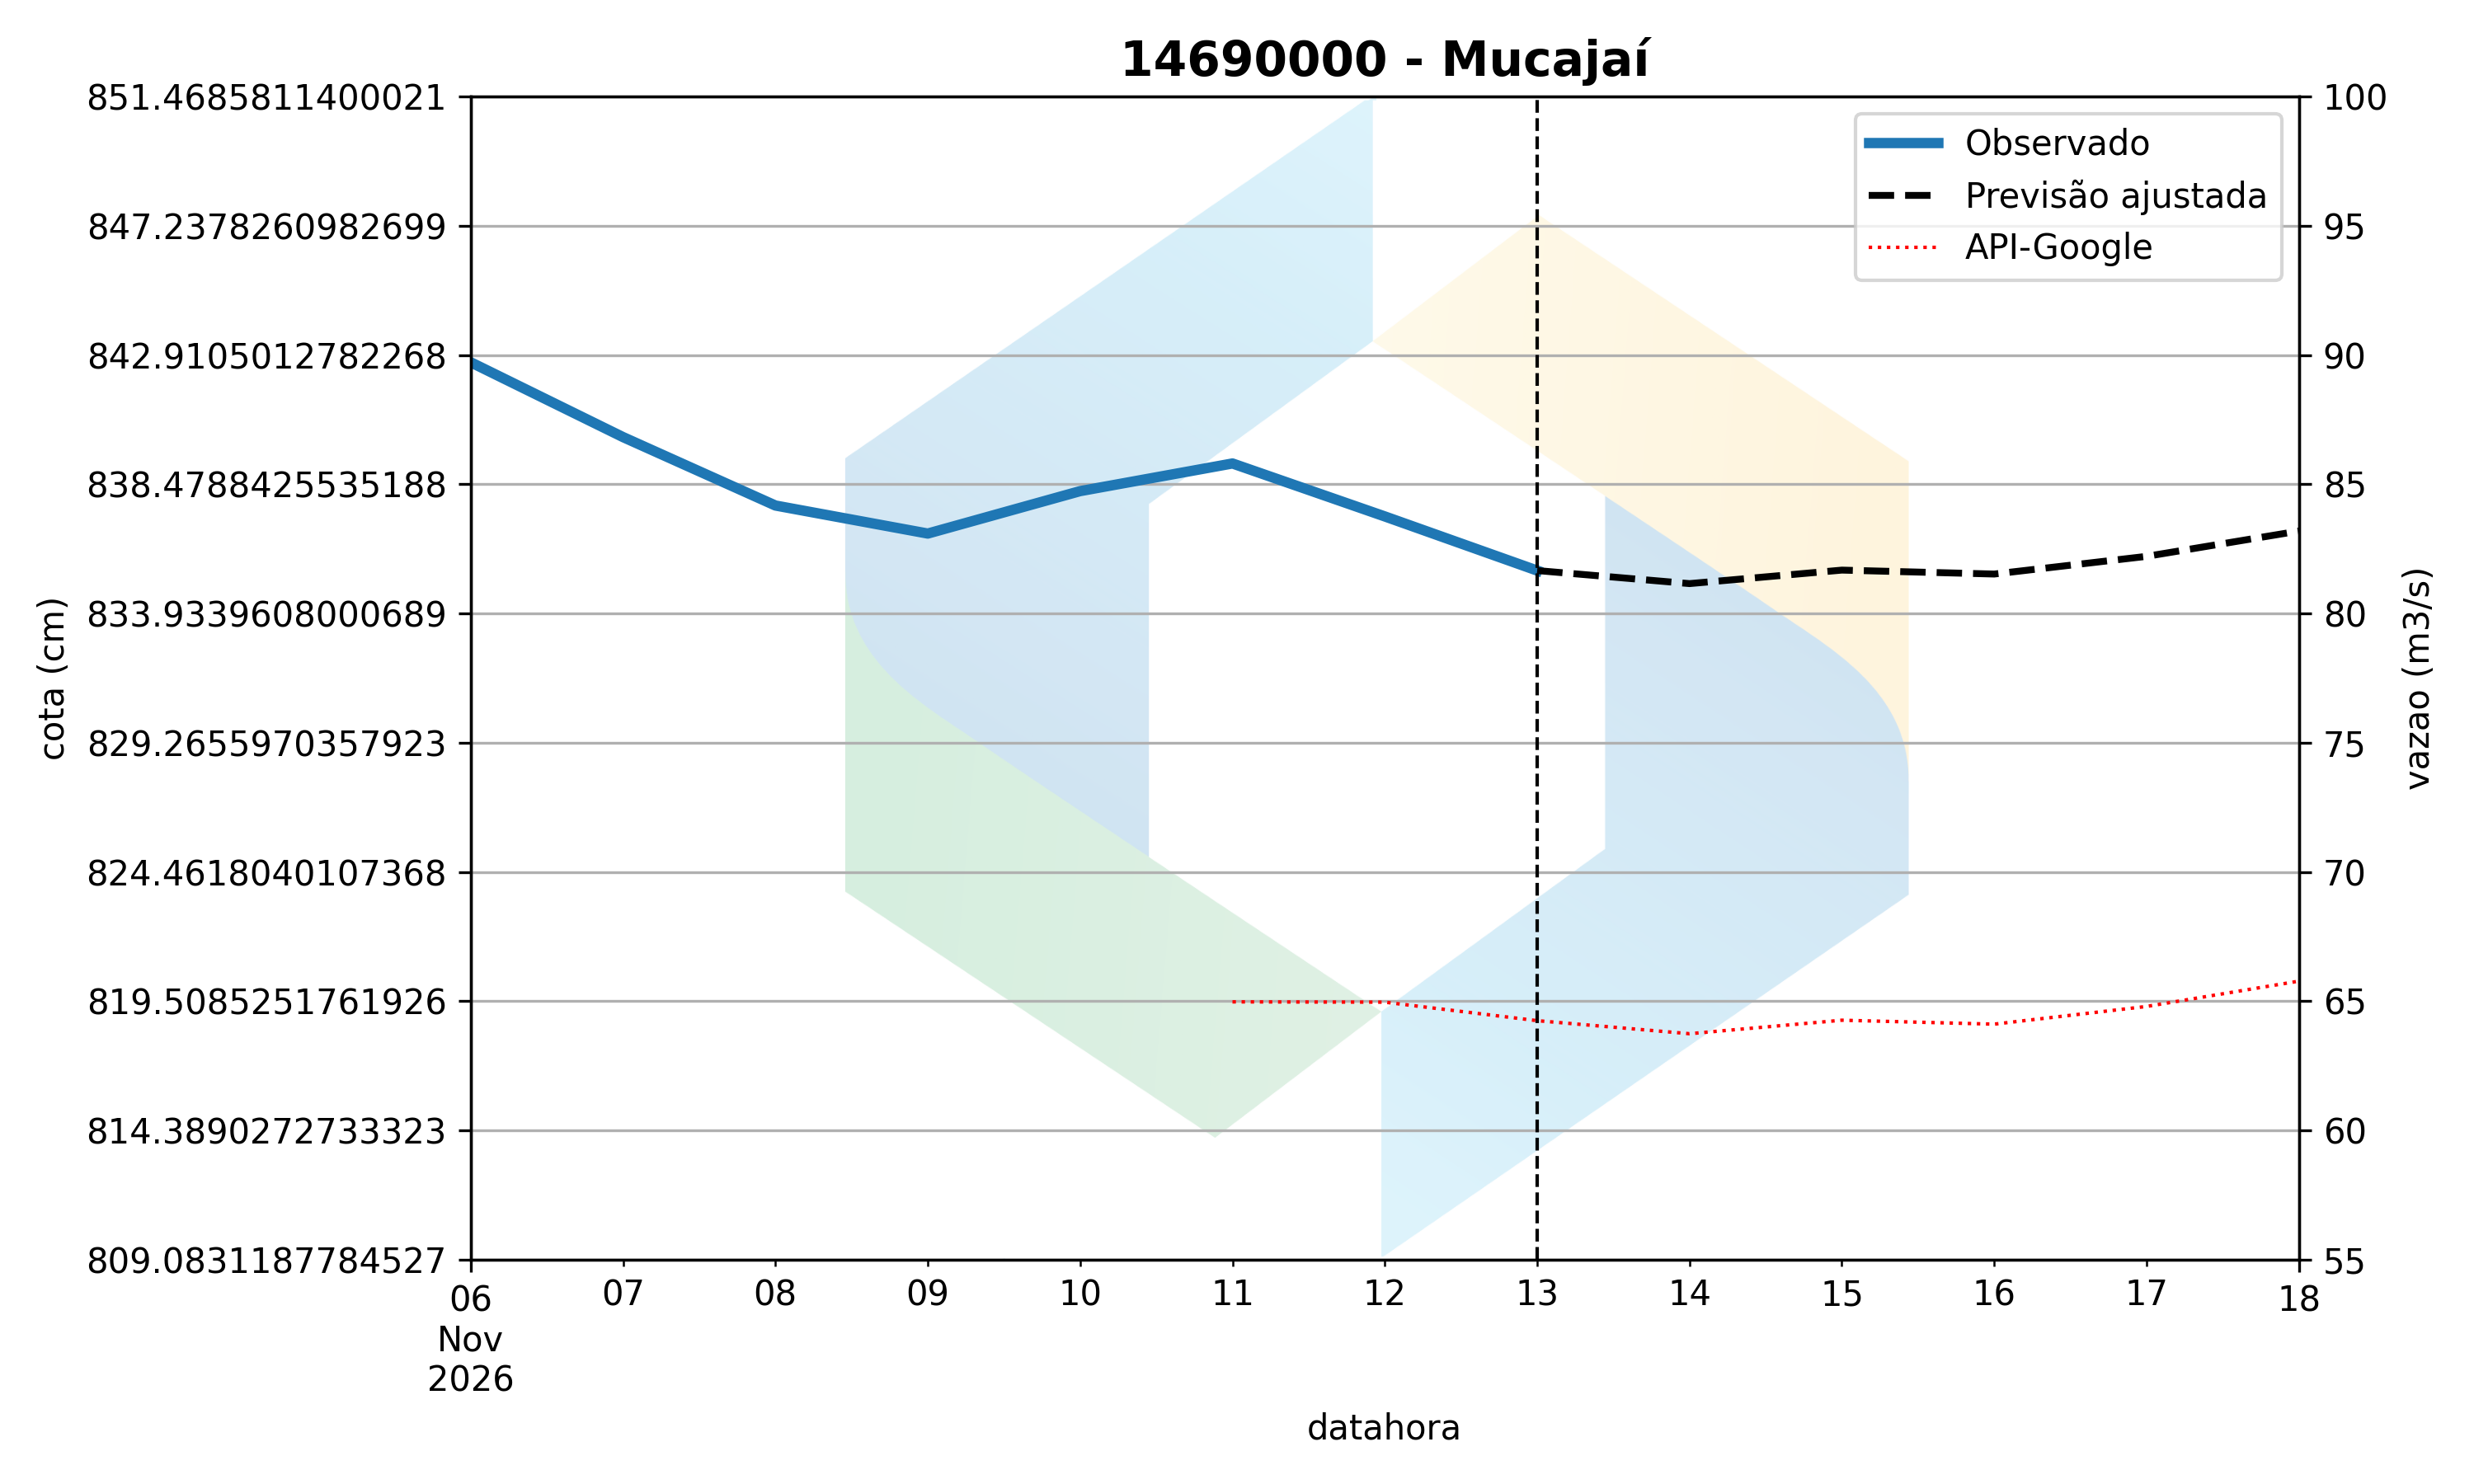 14690000 - Mucajaí
851.4685811400021
847.2378260982699
842.9105012782268
838.4788425535188
833.9339608000689
829.2655970357923
824.4618040107368
819.5085251761926
814.3890272733323
809.0831187784527
cota (cm)
100
95
90
85
80
75
70
65
60
55
vazao (m3/s)
Observado
Previsão ajustada
API-Google
06 07 08 09 10 11 12 13 14 15 16 17 18
Nov
2026
datahora